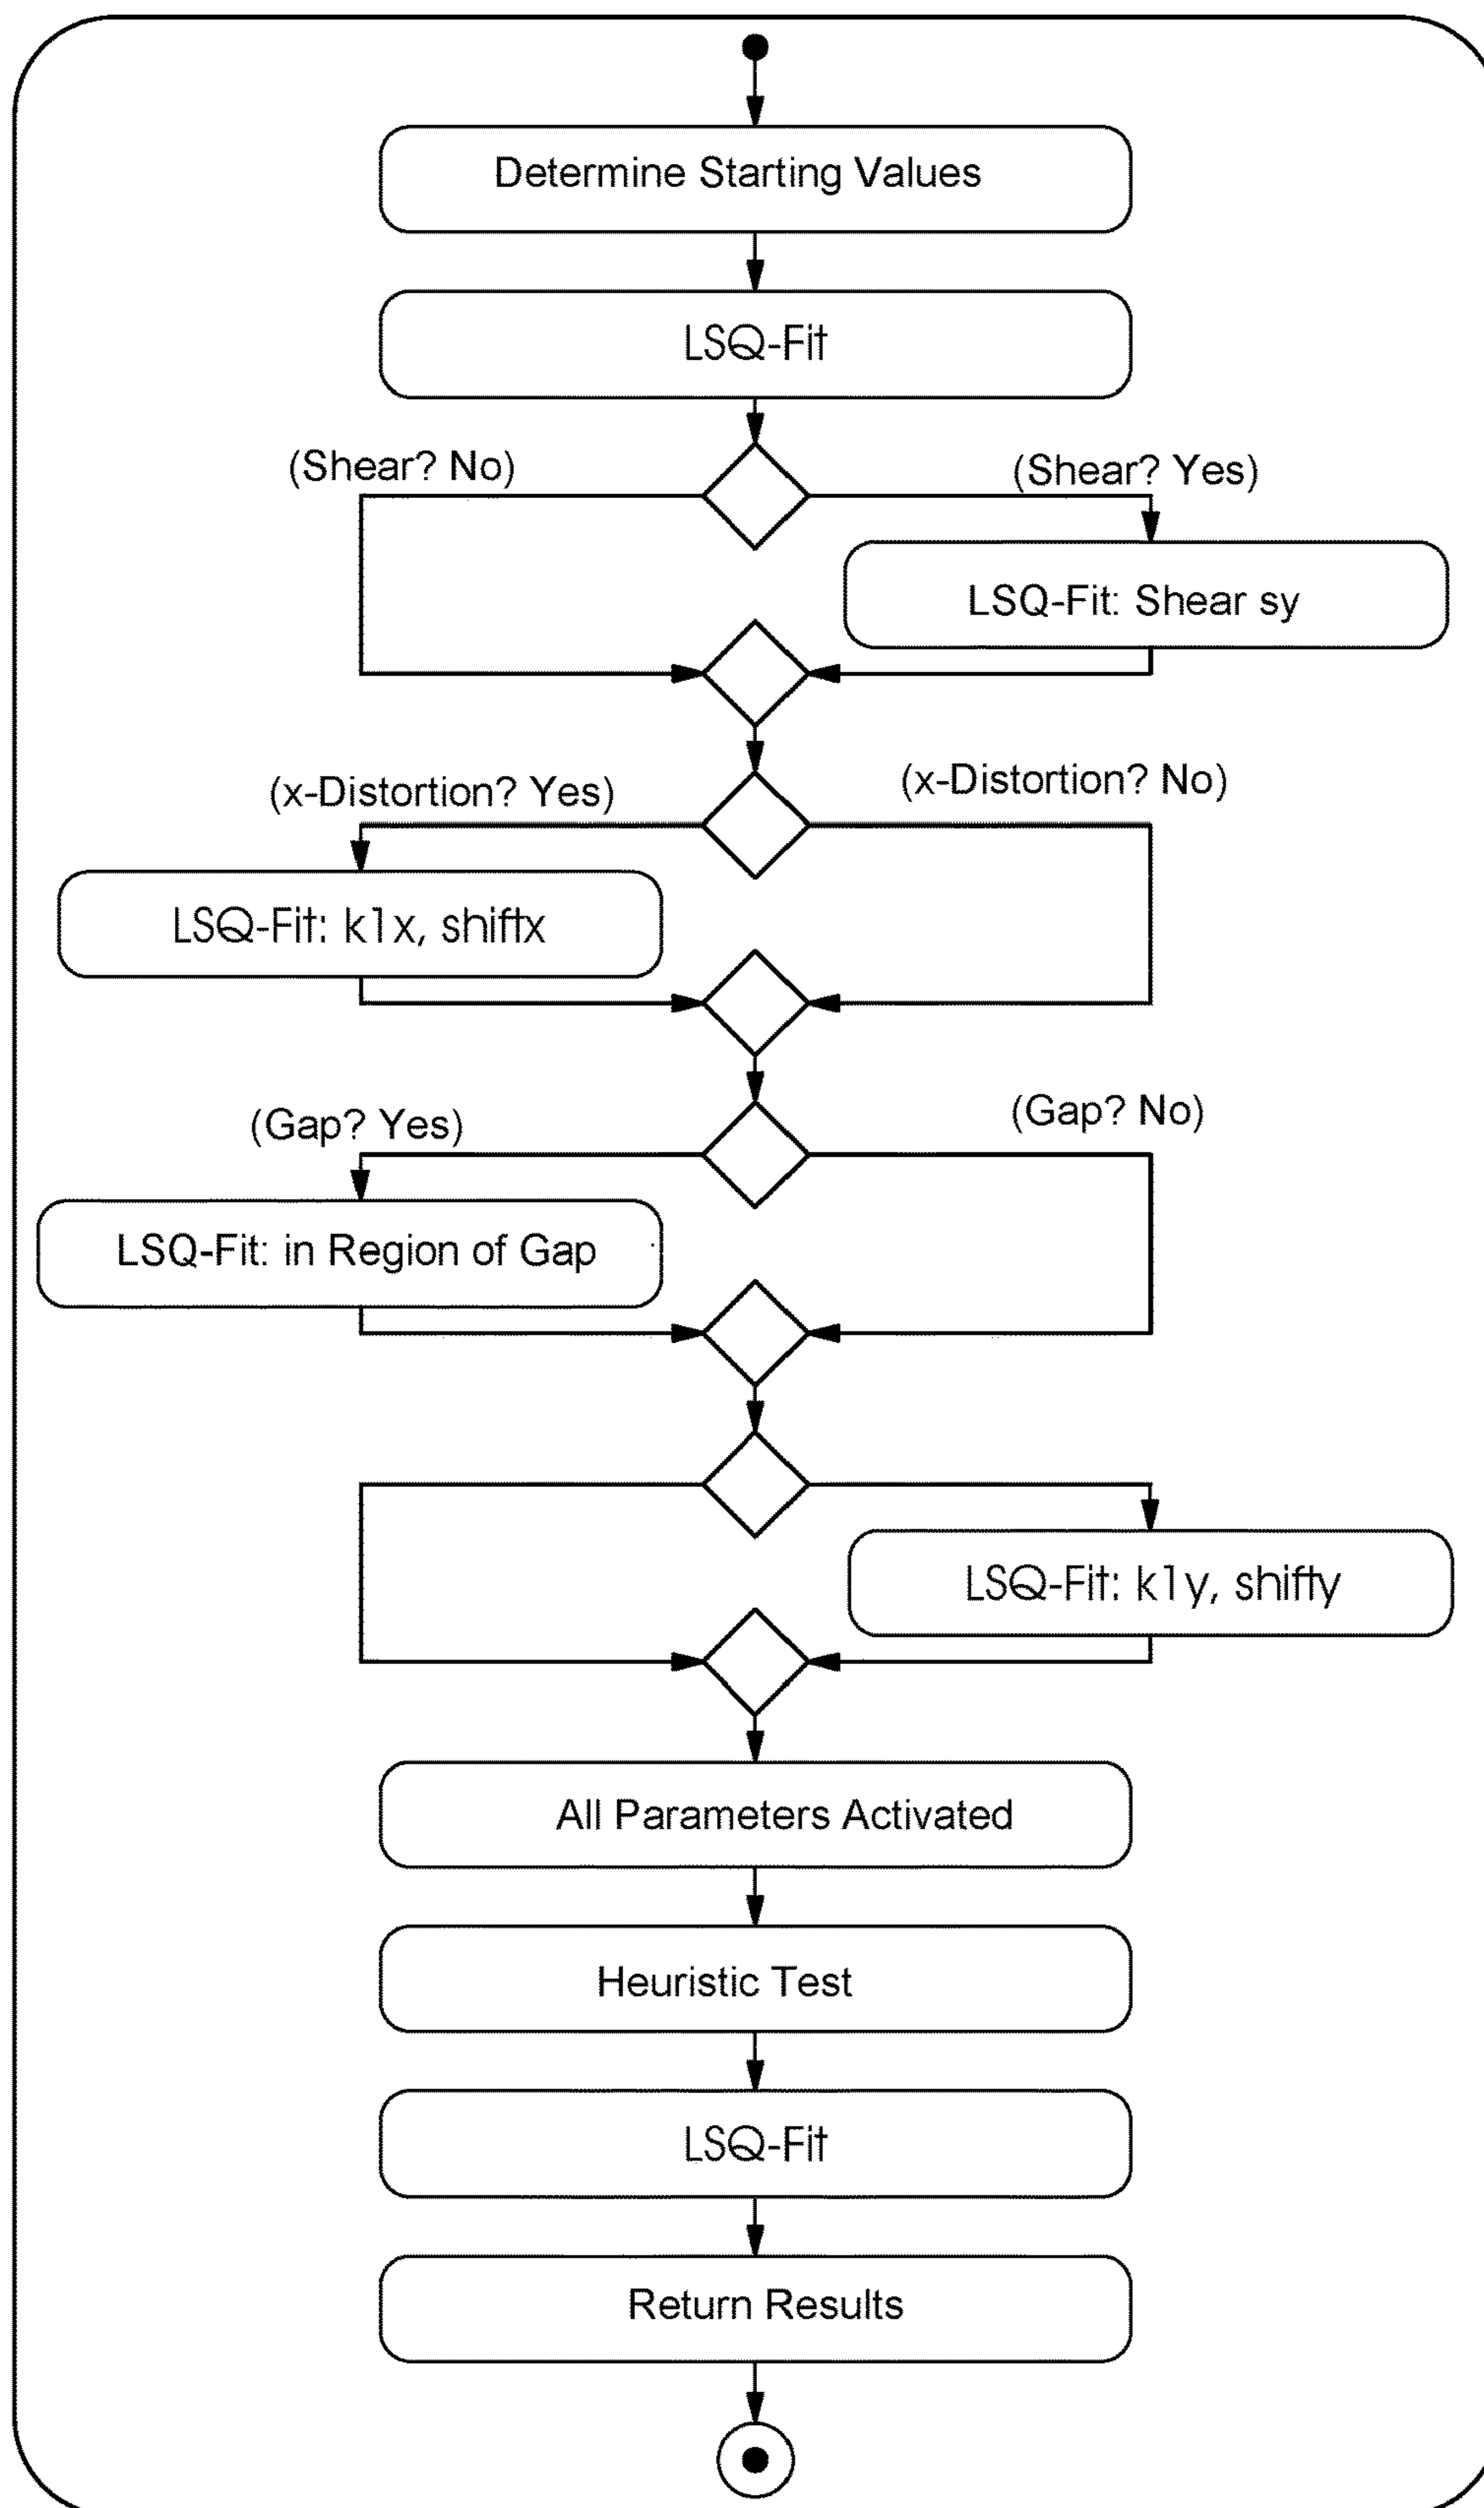 Determine Starting Values
LSQ-Fit
(Shear? No)
(Shear? Yes)
LSQ-Fit: Shear sy
(x-Distortion? Yes)
(x-Distortion? No)
LSQ-Fit: k1x, shiftx
(Gap? Yes)
(Gap? No)
LSQ-Fit: in Region of Gap
LSQ-Fit: k1y, shifty
All Parameters Activated
Heuristic Test
LSQ-Fit
Return Results